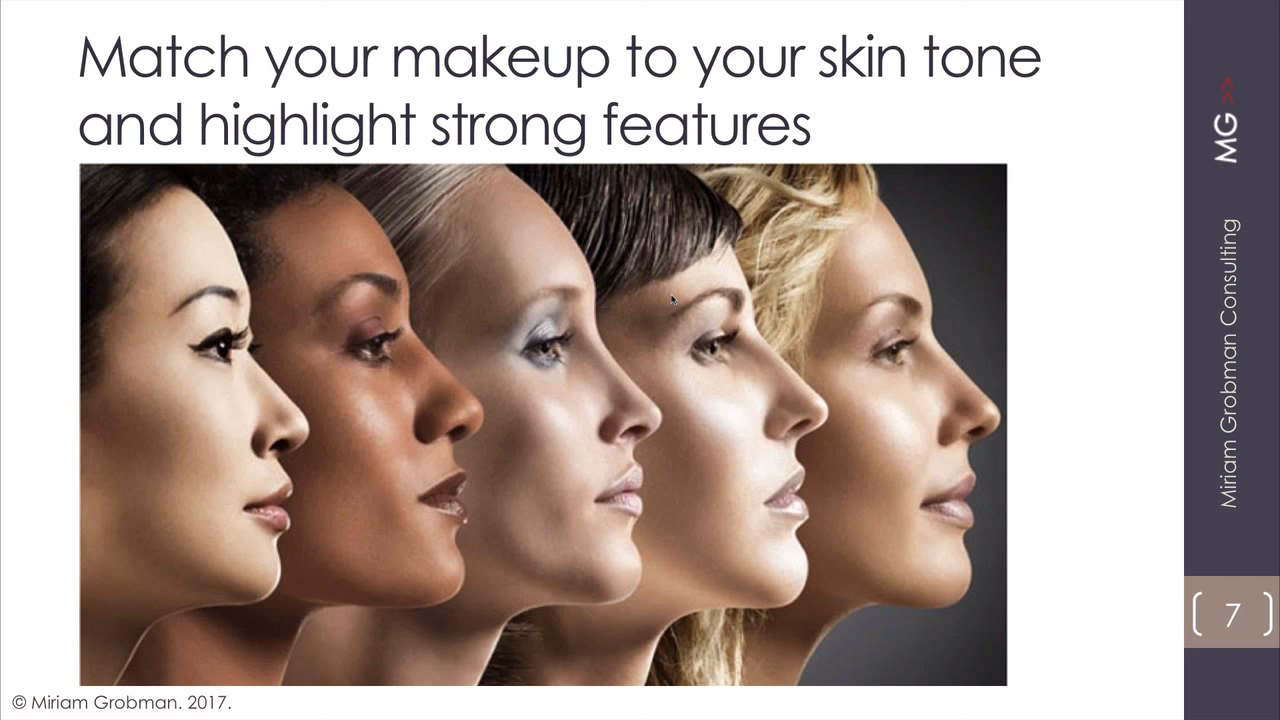 Match your makeup to your skin tone
and highlight strong features
MG >>
Miriam Grobman Consulting
7
© Miriam Grobman. 2017.